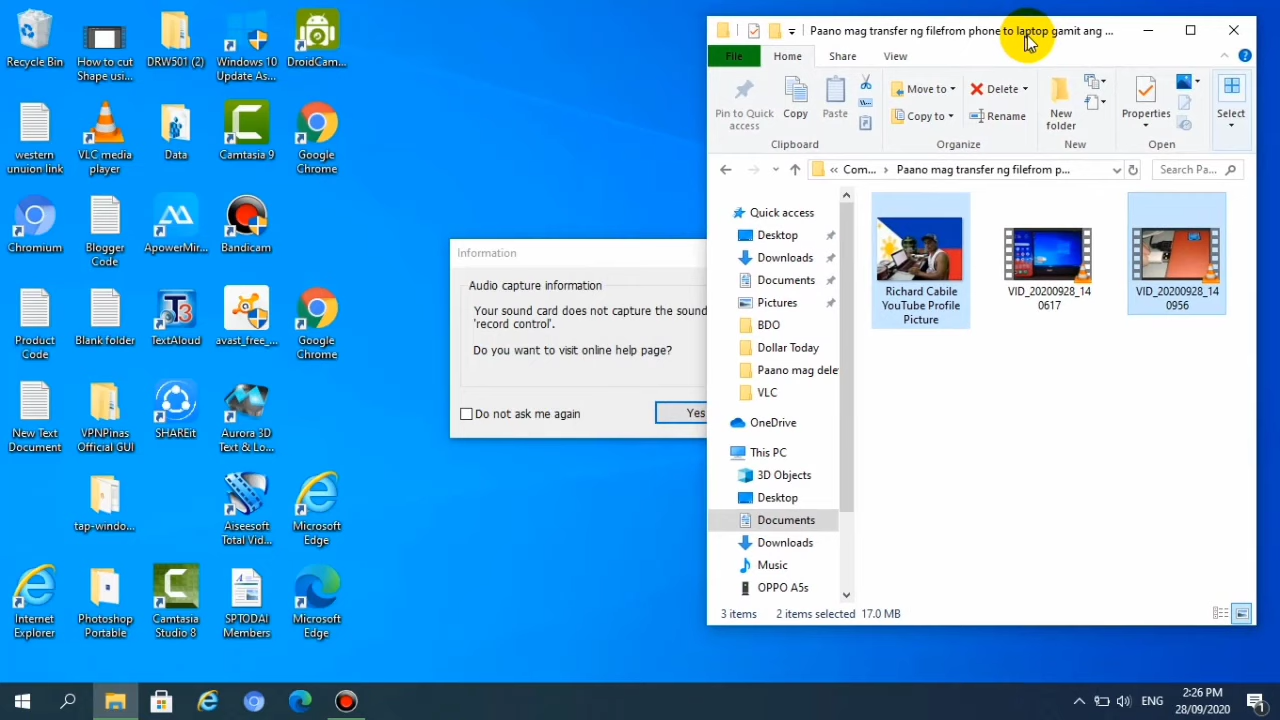 Recycle Bin
How to cut
Shape usi...
DRW501 (2)
Windows 10
Update As...
DroidCam...
western
unuion link
VLC media
player
Data
Camtasia 9
Google
Chrome
Chromium
Blogger
Code
ApowerMir...
Bandicam
Product
Code
Blank folder
TextAloud
avast_free_...
Google
Chrome
New Text
Document
VPNPinas
Official GUI
SHAREit
Aurora 3D
Text & Lo...
tap-windo...
Aiseesoft
Total Vid...
Microsoft
Edge
Internet
Explorer
Photoshop
Portable
Camtasia
Studio 8
SPTODAI
Members
Microsoft
Edge
Information
Audio capture information
Your sound card does not capture the sound
'record control'.
Do you want to visit online help page?
Do not ask me again
Yes
Paano mag transfer ng filefrom phone to laptop gamit ang ...
File
Home
Share
View
Pin to Quick
access
Copy
Paste
Clipboard
Move to
Copy to
Delete
Rename
Organize
New
folder
New
Properties
Open
Select
« Com... › Paano mag transfer ng filefrom p...
Search Pa...
Quick access
Desktop
Downloads
Documents
Pictures
BDO
Dollar Today
Paano mag dele
VLC
OneDrive
This PC
3D Objects
Desktop
Documents
Downloads
Music
OPPO A5s
Richard Cabile
YouTube Profile
Picture
VID_20200928_14
0617
VID_20200928_14
0956
3 items
2 items selected 17.0 MB
ENG
2:26 PM
28/09/2020
1